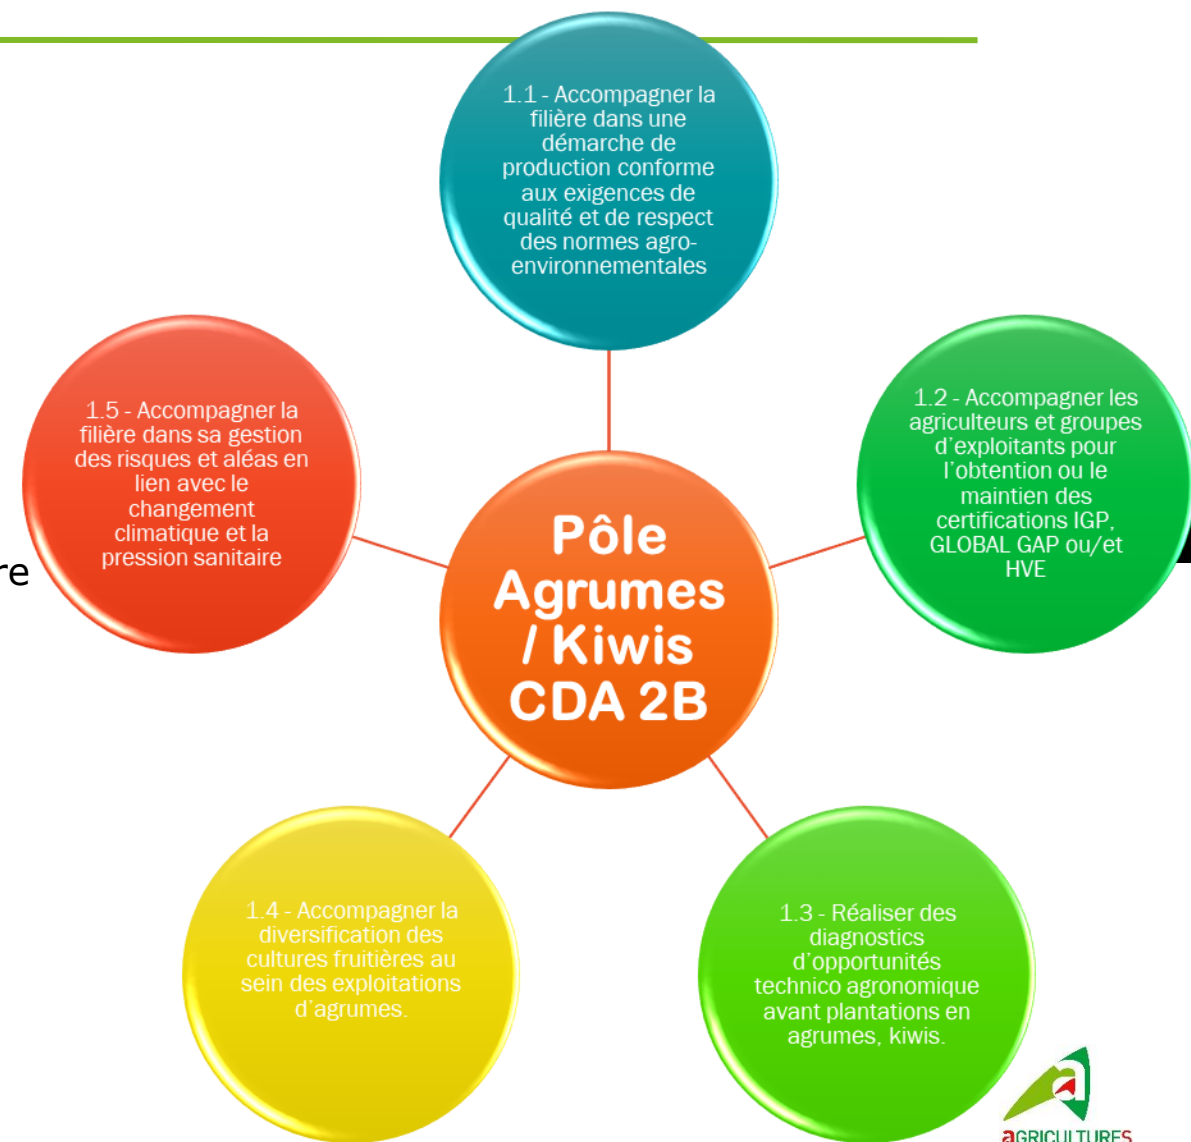 1.1 - Accompagner la
filière dans une
démarche de
production conforme
aux exigences de
qualité et de respect
des normes agro-
environnementales
1.5 - Accompagner la
filière dans sa gestion
des risques et aléas en
lien avec le
changement
climatique et la
pression sanitaire
re
1.2 - Accompagner les
agriculteurs et groupes
d'exploitants pour
l'obtention ou le
maintien des
certifications IGP,
GLOBAL GAP ou/et
HVE
Pôle
Agrumes
/ Kiwis
CDA 2B
1.4 - Accompagner la
diversification des
cultures fruitières au
sein des exploitations
d'agrumes.
1.3 - Réaliser des
diagnostics
d'opportunités
technico agronomique
avant plantations en
agrumes, kiwis.
a
aGRICULTURES